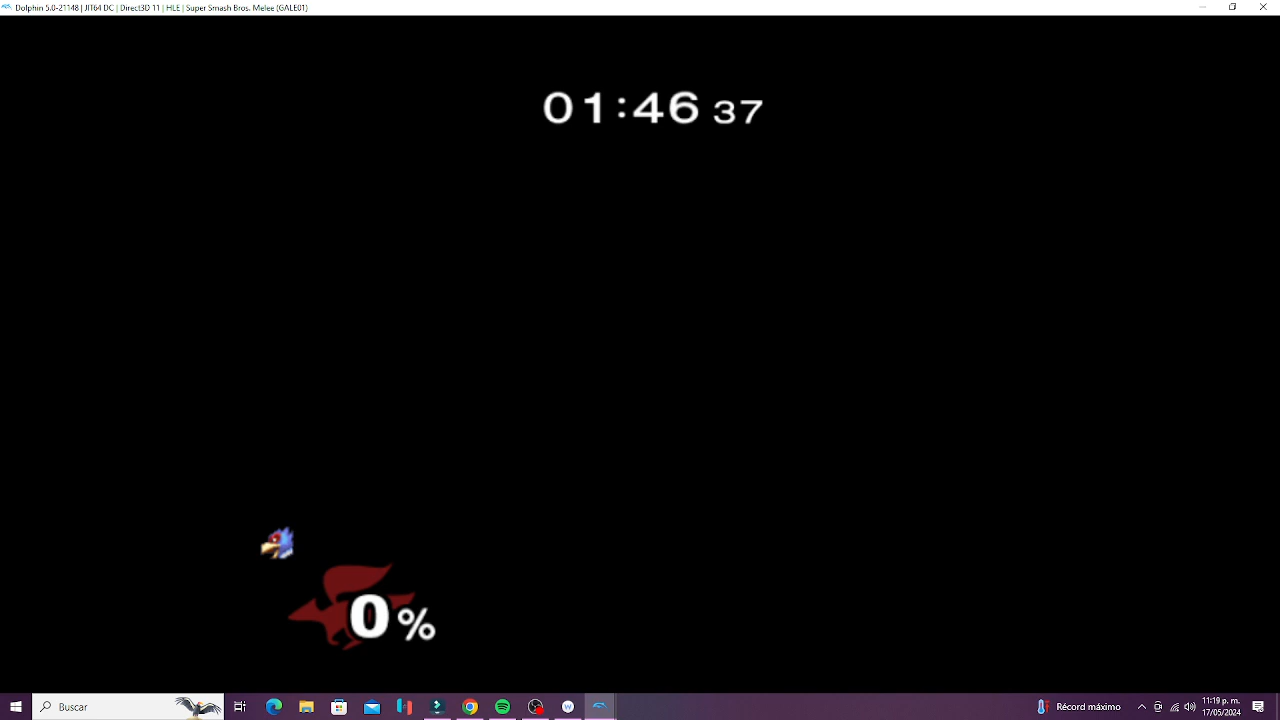 Dolphin 5.0-21148 | JIT64 DC | Direct3D 11 | HLE | Super Smash Bros. Melee (GALE01)
01:46 37
0%
Buscar
Récord máximo
11:19 p. m.
17/05/2024